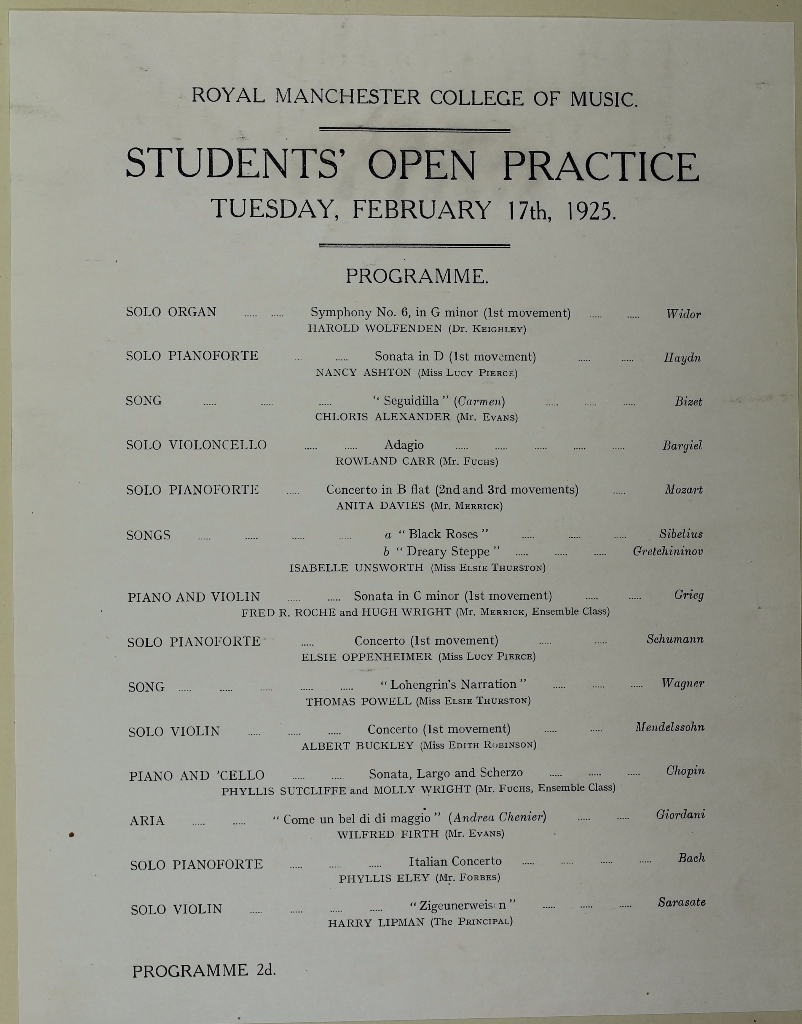 ROYAL MANCHESTER COLLEGE OF MUSIC.
STUDENTS' OPEN PRACTICE
TUESDAY, FEBRUARY 17th, 1925.
PROGRAMME.
SOLO ORGAN ..... ..... Symphony No. 6, in G minor (1st movement) ..... ..... Widor
HAROLD WOLFENDEN (Dr. KEIGHLEY)
SOLO PIANOFORTE ... ..... Sonata in D (1st movement) ..... ..... Haydn
NANCY ASHTON (Miss LUCY PIERCE)
SONG ..... ..... ..... "Seguidilla" (Carmen) ..... ..... ..... Bizet
CHLORIS ALEXANDER (Mr. EVANS)
SOLO VIOLONCELLO ..... ..... Adagio ..... ..... ..... ..... ..... Bargiel
ROWLAND CARR (Mr. FUCHS)
SOLO PIANOFORTE ..... Concerto in B flat (2nd and 3rd movements) ..... Mozart
ANITA DAVIES (Mr. MERRICK)
SONGS ..... ..... ..... ..... a "Black Roses" ..... ..... ..... Sibelius
b "Dreary Steppe" ..... ..... ..... Gretchininov
ISABELLE UNSWORTH (Miss ELSIE THURSTON)
PIANO AND VIOLIN ..... ..... Sonata in C minor (1st movement) ..... ..... Grieg
FRED R. ROCHE and HUGH WRIGHT (Mr. MERRICK, Ensemble Class)
SOLO PIANOFORTE ..... Concerto (1st movement) ..... ..... Schumann
ELSIE OPPENHEIMER (Miss LUCY PIERCE)
SONG ..... ..... ..... ..... ..... "Lohengrin's Narration" ..... ..... ..... Wagner
THOMAS POWELL (Miss ELSIE THURSTON)
SOLO VIOLIN ..... ..... ..... Concerto (1st movement) ..... ..... Mendelssohn
ALBERT BUCKLEY (Miss EDITH ROBINSON)
PIANO AND 'CELLO ..... ..... Sonata, Largo and Scherzo ..... ..... ..... Chopin
PHYLLIS SUTCLIFFE and MOLLY WRIGHT (Mr. FUCHS, Ensemble Class)
ARIA ..... ..... "Come un bel di di maggio" (Andrea Chenier) ..... ..... Giordani
WILFRED FIRTH (Mr. EVANS)
SOLO PIANOFORTE ..... ..... ..... Italian Concerto ..... ..... ..... ..... Bach
PHYLLIS ELEY (Mr. FORBES)
SOLO VIOLIN ..... ..... ..... ..... "Zigeunerweisen" ..... ..... ..... Sarasate
HARRY LIPMAN (The PRINCIPAL)
PROGRAMME 2d.